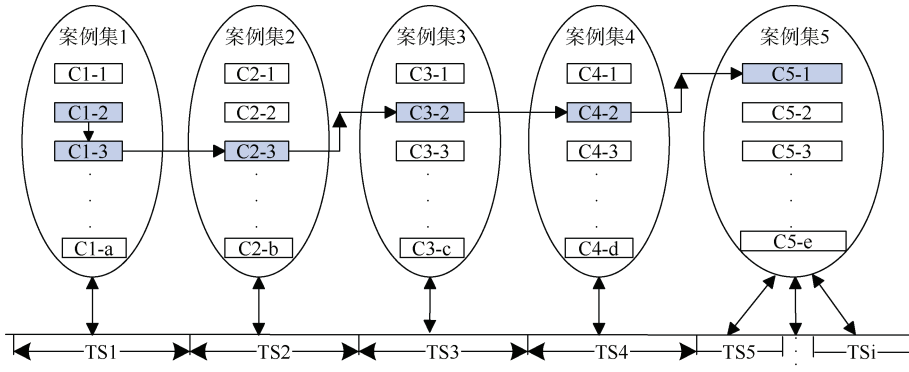 案例集1
案例集2
案例集3
案例集4
案例集5
C1-1
C2-1
C3-1
C4-1
C5-1
C1-2
C2-2
C3-2
C4-2
C5-2
C1-3
C2-3
C3-3
C4-3
C5-3
C1-a
C2-b
C3-c
C4-d
C5-e
TS1
TS2
TS3
TS4
TS5
TSi